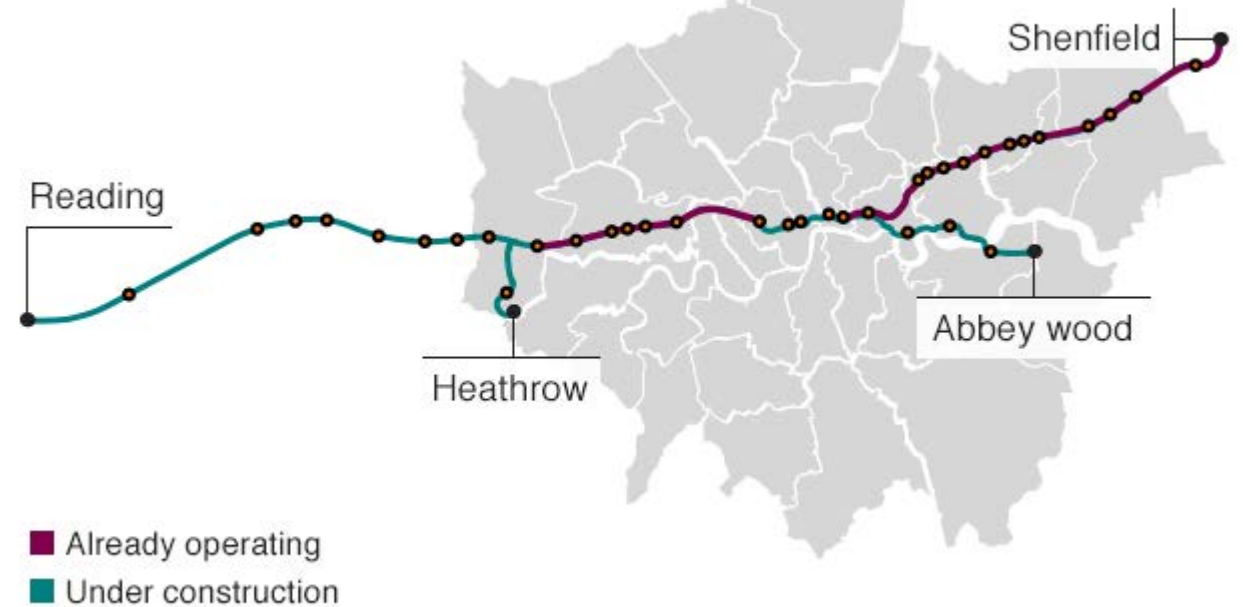 Shenfield
Reading
Abbey wood
Heathrow
Already operating
Under construction